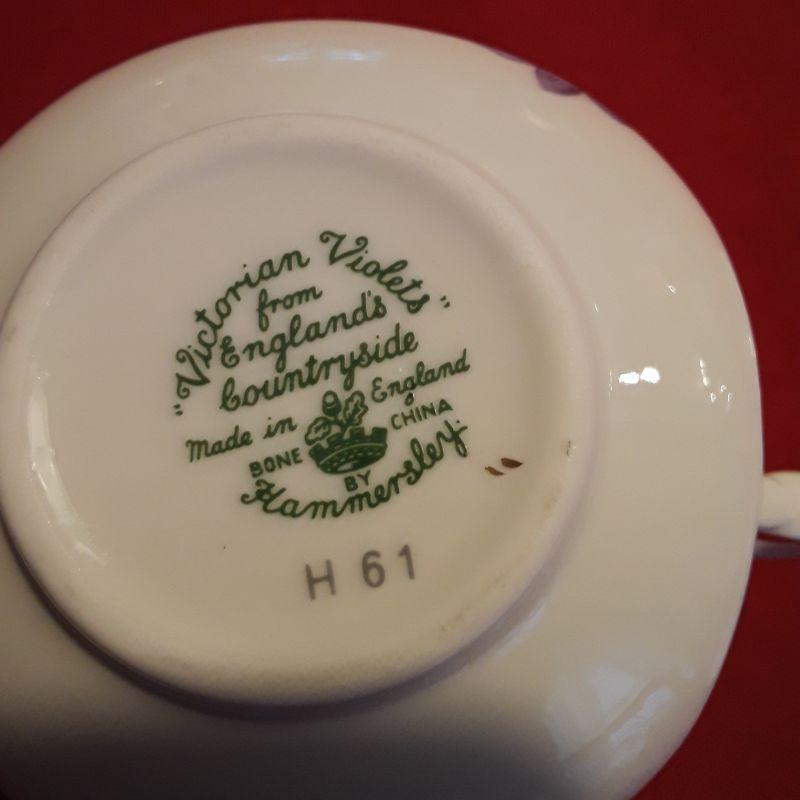 "Victorian Violets"
from
England's
Countryside
Made in England
BONE CHINA
BY
Hammersley
H 61